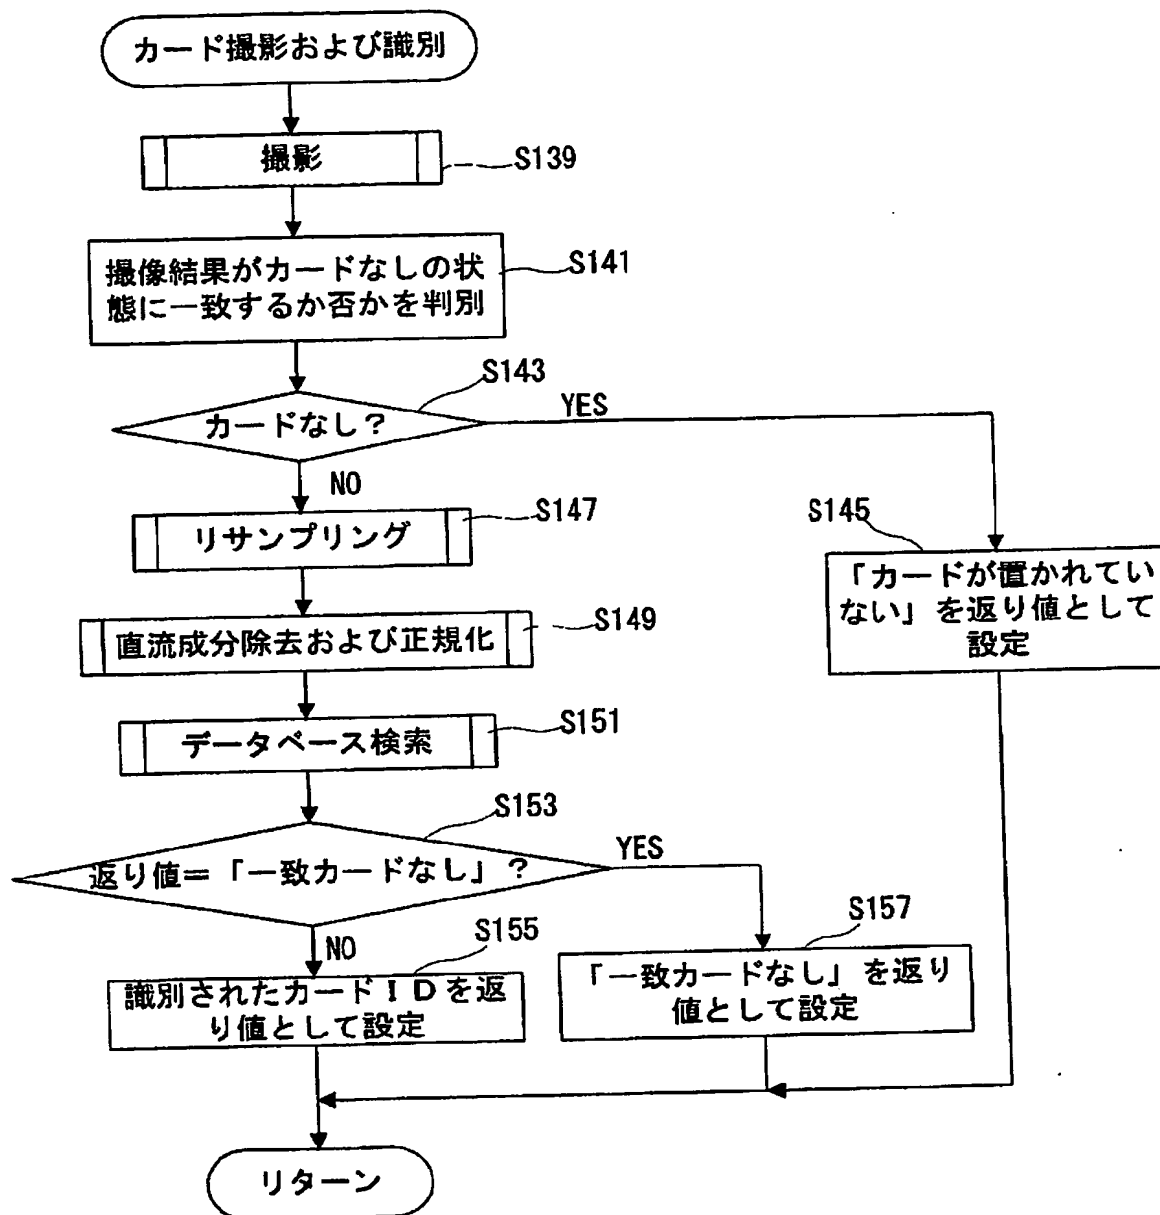 カード撮影および識別
撮影
S139
撮像結果がカードなしの状
態に一致するか否かを判別
S141
S143
カードなし？
YES
NO
リサンプリング
S147
S145
「カードが置かれてい
ない」を返り値として
設定
直流成分除去および正規化
S149
データベース検索
S151
S153
返り値＝「一致カードなし」？
YES
NO
S155
識別されたカードＩＤを返
り値として設定
S157
「一致カードなし」を返り
値として設定
リターン